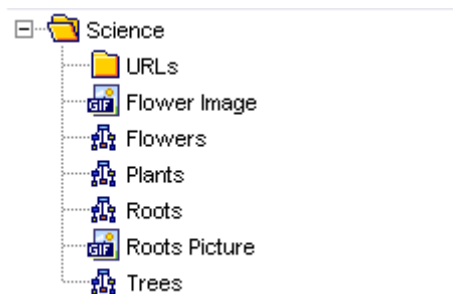 Science
URLs
GIF Flower Image
Flowers
Plants
Roots
GIF Roots Picture
Trees